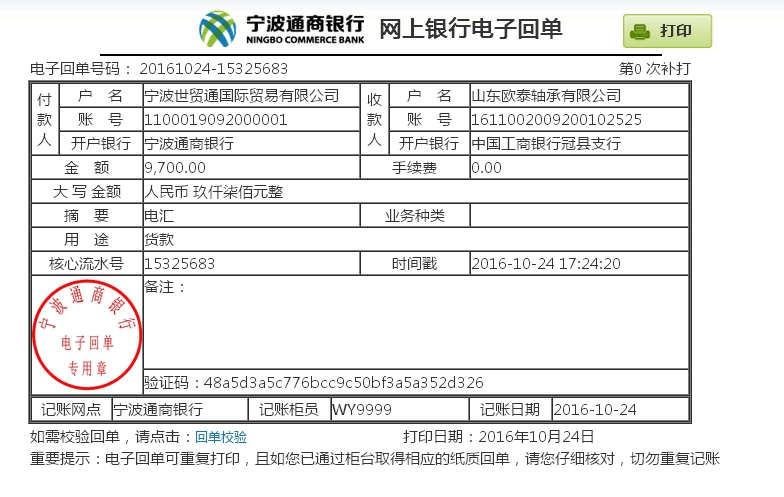 宁波通商银行 网上银行电子回单 打印
NINGBO COMMERCE BANK
电子回单号码： 20161024-15325683 第0 次补打
付款人 户 名 宁波世贸通国际贸易有限公司 收款人 户 名 山东欧泰轴承有限公司
账 号 1100019092000001 账 号 1611002009200102525
开户银行 宁波通商银行 开户银行 中国工商银行冠县支行
金 额 9,700.00 手续费 0.00
大 写 金额 人民币 玖仟柒佰元整
摘 要 电汇 业务种类
用 途 货款
核心流水号 15325683 时间戳 2016-10-24 17:24:20
备注：
宁波通商银行
电子回单
专用章
验证码：48a5d3a5c776bcc9c50bf3a5a352d326
记账网点 宁波通商银行 记账柜员 WY9999 记账日期 2016-10-24
如需校验回单，请点击：回单校验 打印日期：2016年10月24日
重要提示：电子回单可重复打印，且如您已通过柜台取得相应的纸质回单，请您仔细核对，切勿重复记账